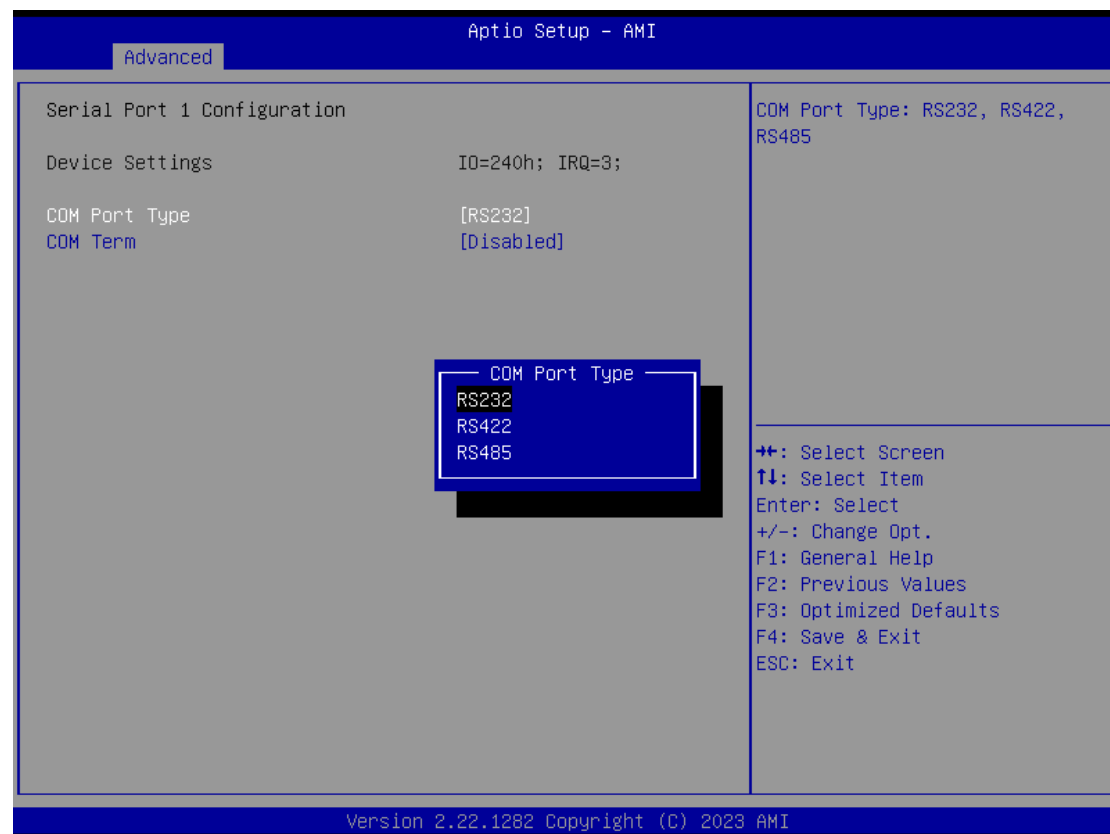 Aptio Setup – AMI
Advanced
Serial Port 1 Configuration
Device Settings IO=240h; IRQ=3;
COM Port Type [RS232]
COM Term [Disabled]
COM Port Type
RS232
RS422
RS485
COM Port Type: RS232, RS422,
RS485
→←: Select Screen
↑↓: Select Item
Enter: Select
+/-: Change Opt.
F1: General Help
F2: Previous Values
F3: Optimized Defaults
F4: Save & Exit
ESC: Exit
Version 2.22.1282 Copyright (C) 2023 AMI